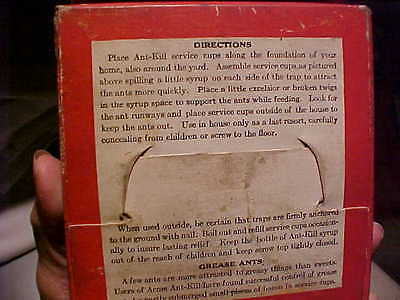 DIRECTIONS
Place Ant-Kill service cups along the foundation of your
home, also around the yard. Assemble service cups as pictured
above spilling a little syrup on each side of the trap to attract
the ants more quickly. Place a little excelsior or broken twigs
in the syrup space to support the ants while feeding. Look for
the ant runways and place service cups outside of the house to
keep the ants out. Use in house only as a last resort, carefully
concealing from children or screw to the floor.
When used outside, be certain that traps are firmly anchored
to the ground with nail. Boil out and refill service cups occasion-
ally to insure lasting relief. Keep the bottle of Ant-Kill syrup
out of the reach of children and keep screw top tightly closed.
GREASE ANTS
A few ants are more attracted to greasy things than sweets.
Users of Acme Ant-Kill have found successful control of grease
submerged small pieces of bacon in service cups,